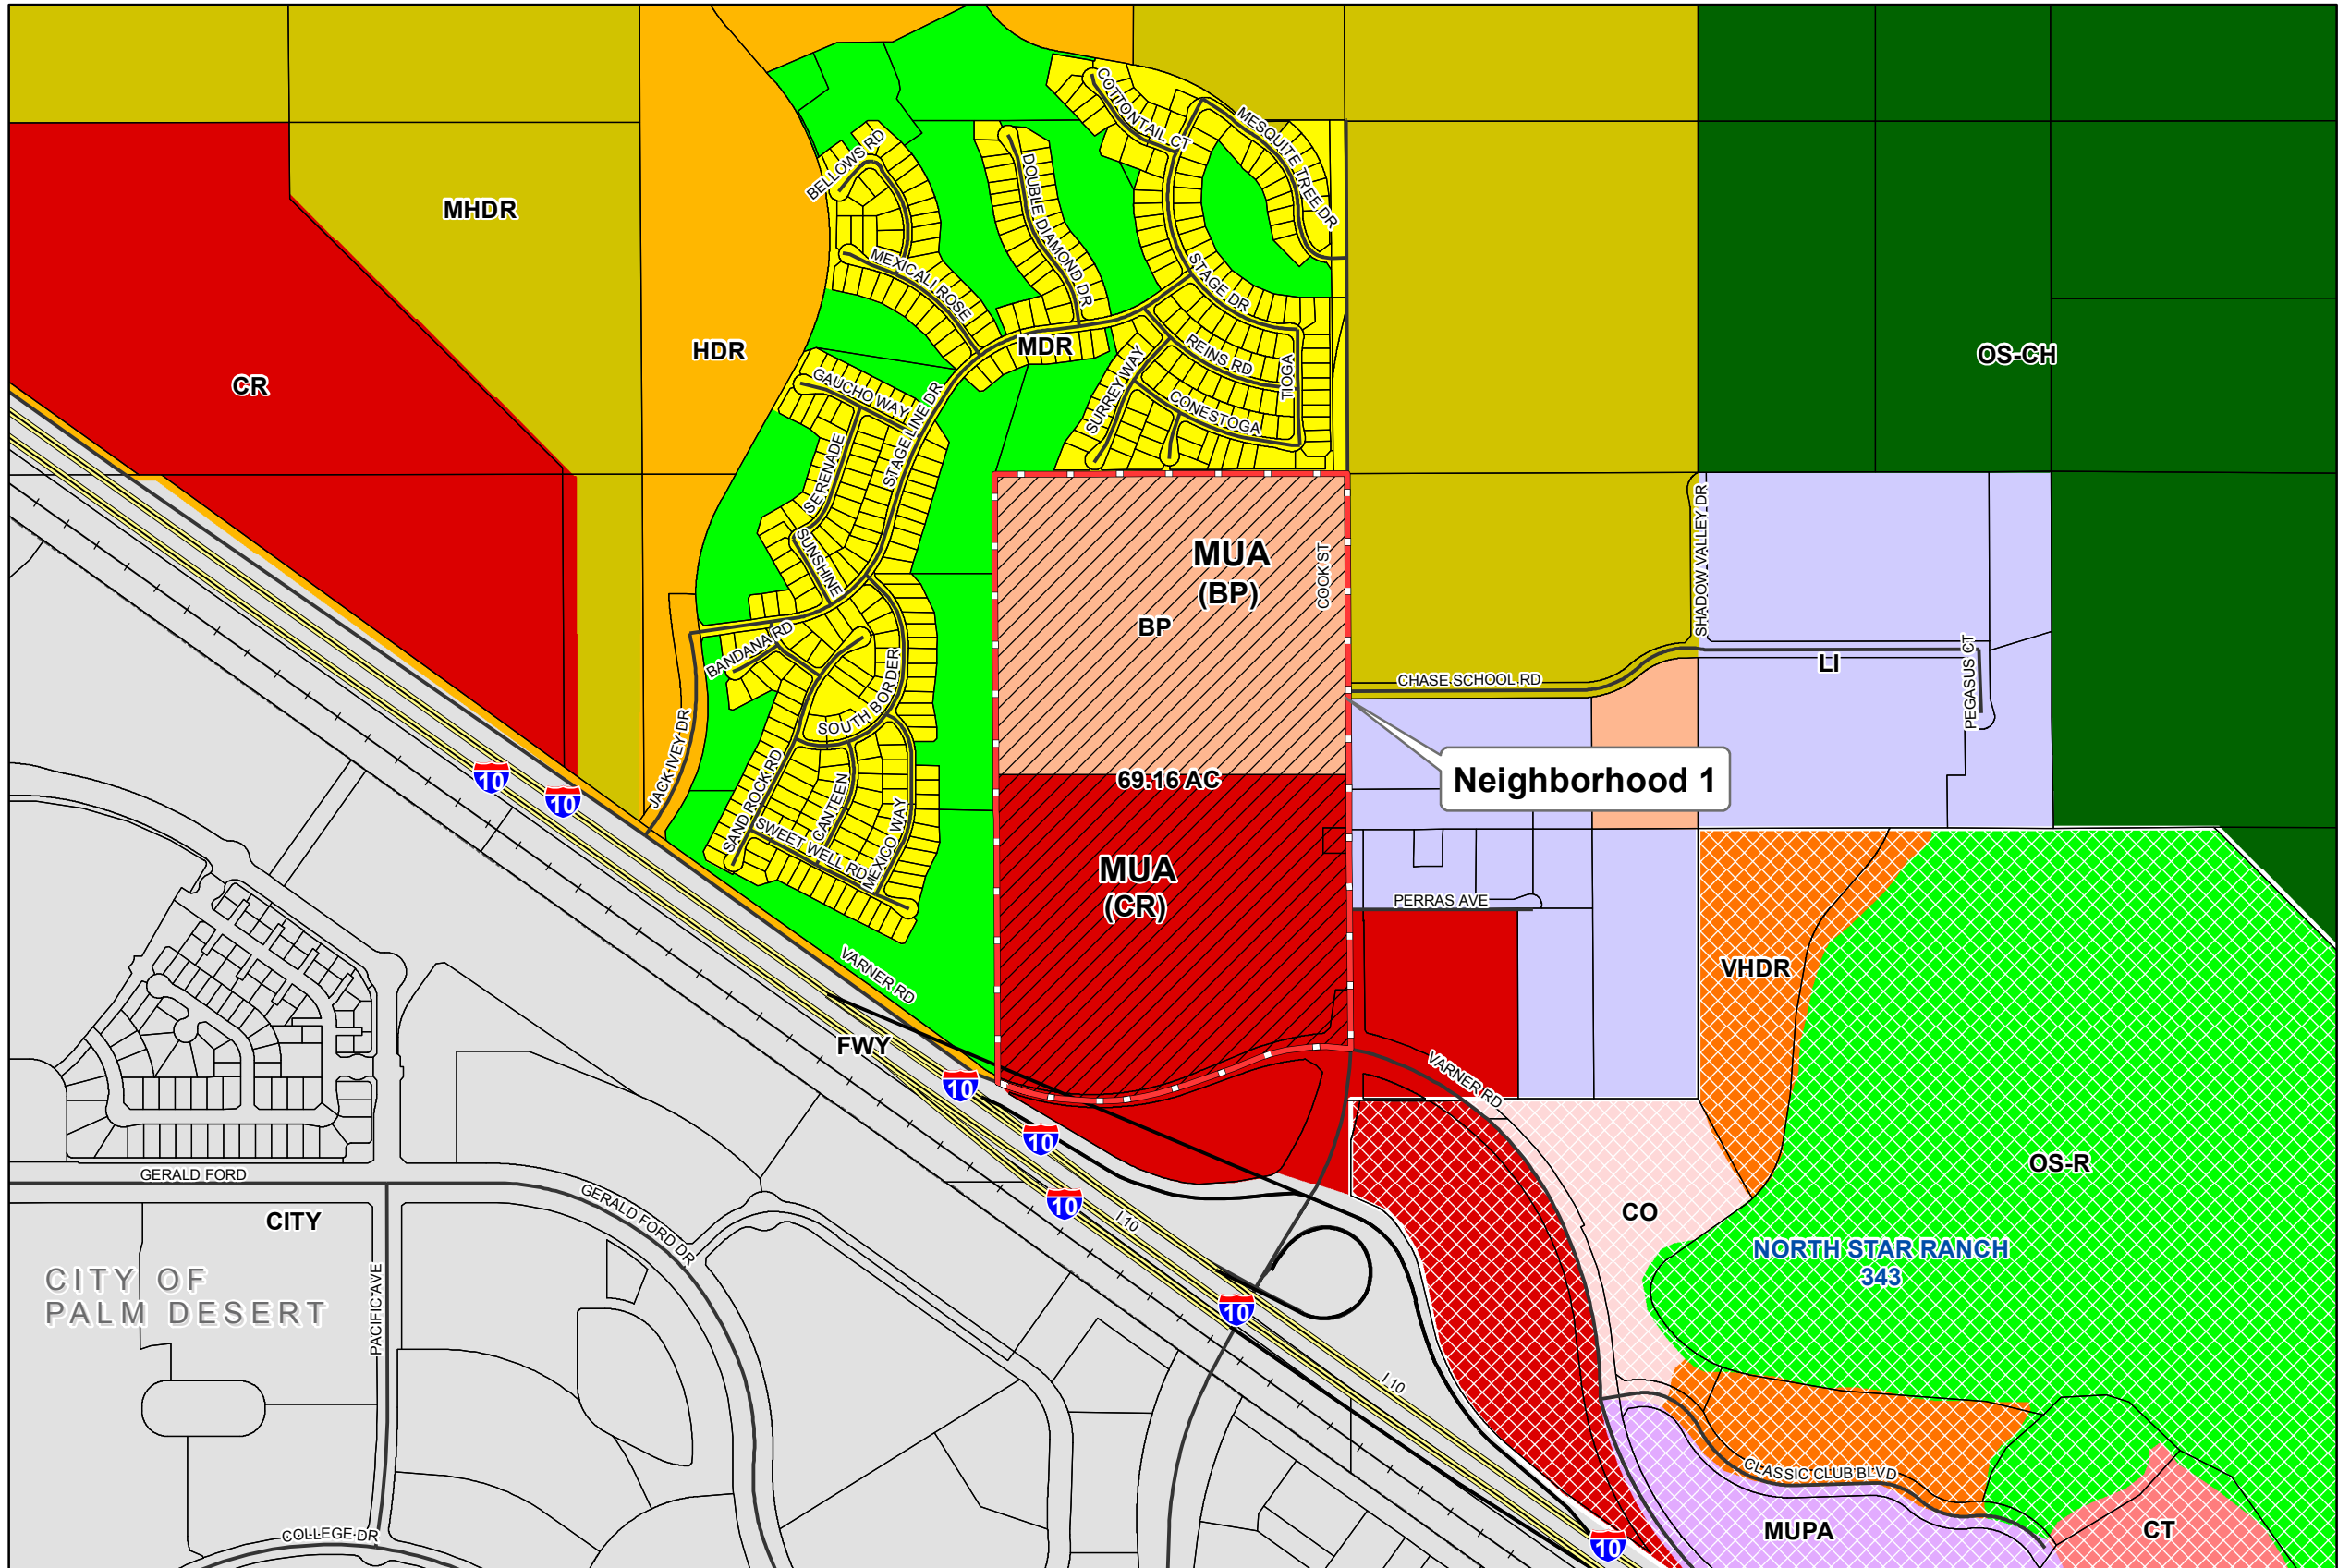 COTTONTAIL CT
MESQUITE TREE DR
BELLOWS RD
DOUBLE DIAMOND DR
MHDR
MEXICALI ROSE
STAGE DR
HDR
MDR
REINS RD
TIOGA
OS-CH
CR
GAUCHO WAY
SURREY WAY
CONESTOGA
STAGE LINE DR
SERENADE
SUNSHINE
MUA
(BP)
COOK ST
SHADOW VALLEY DR
BP
BANDANA RD
LI
PEGASUS CT
CHASE SCHOOL RD
SOUTH BORDER
JACK IVEY DR
10
10
69.16 AC
Neighborhood 1
SAND ROCK RD
CANTEEN
MEXICO WAY
SWEET WELL RD
MUA
(CR)
PERRAS AVE
VARNER RD
VHDR
FWY
10
VARNER RD
10
GERALD FORD
OS-R
10
GERALD FORD DR
I 10
CITY
CO
NORTH STAR RANCH
343
CITY OF
PALM DESERT
PACIFIC AVE
10
I 10
CLASSIC CLUB BLVD
COLLEGE DR
MUPA
CT
10